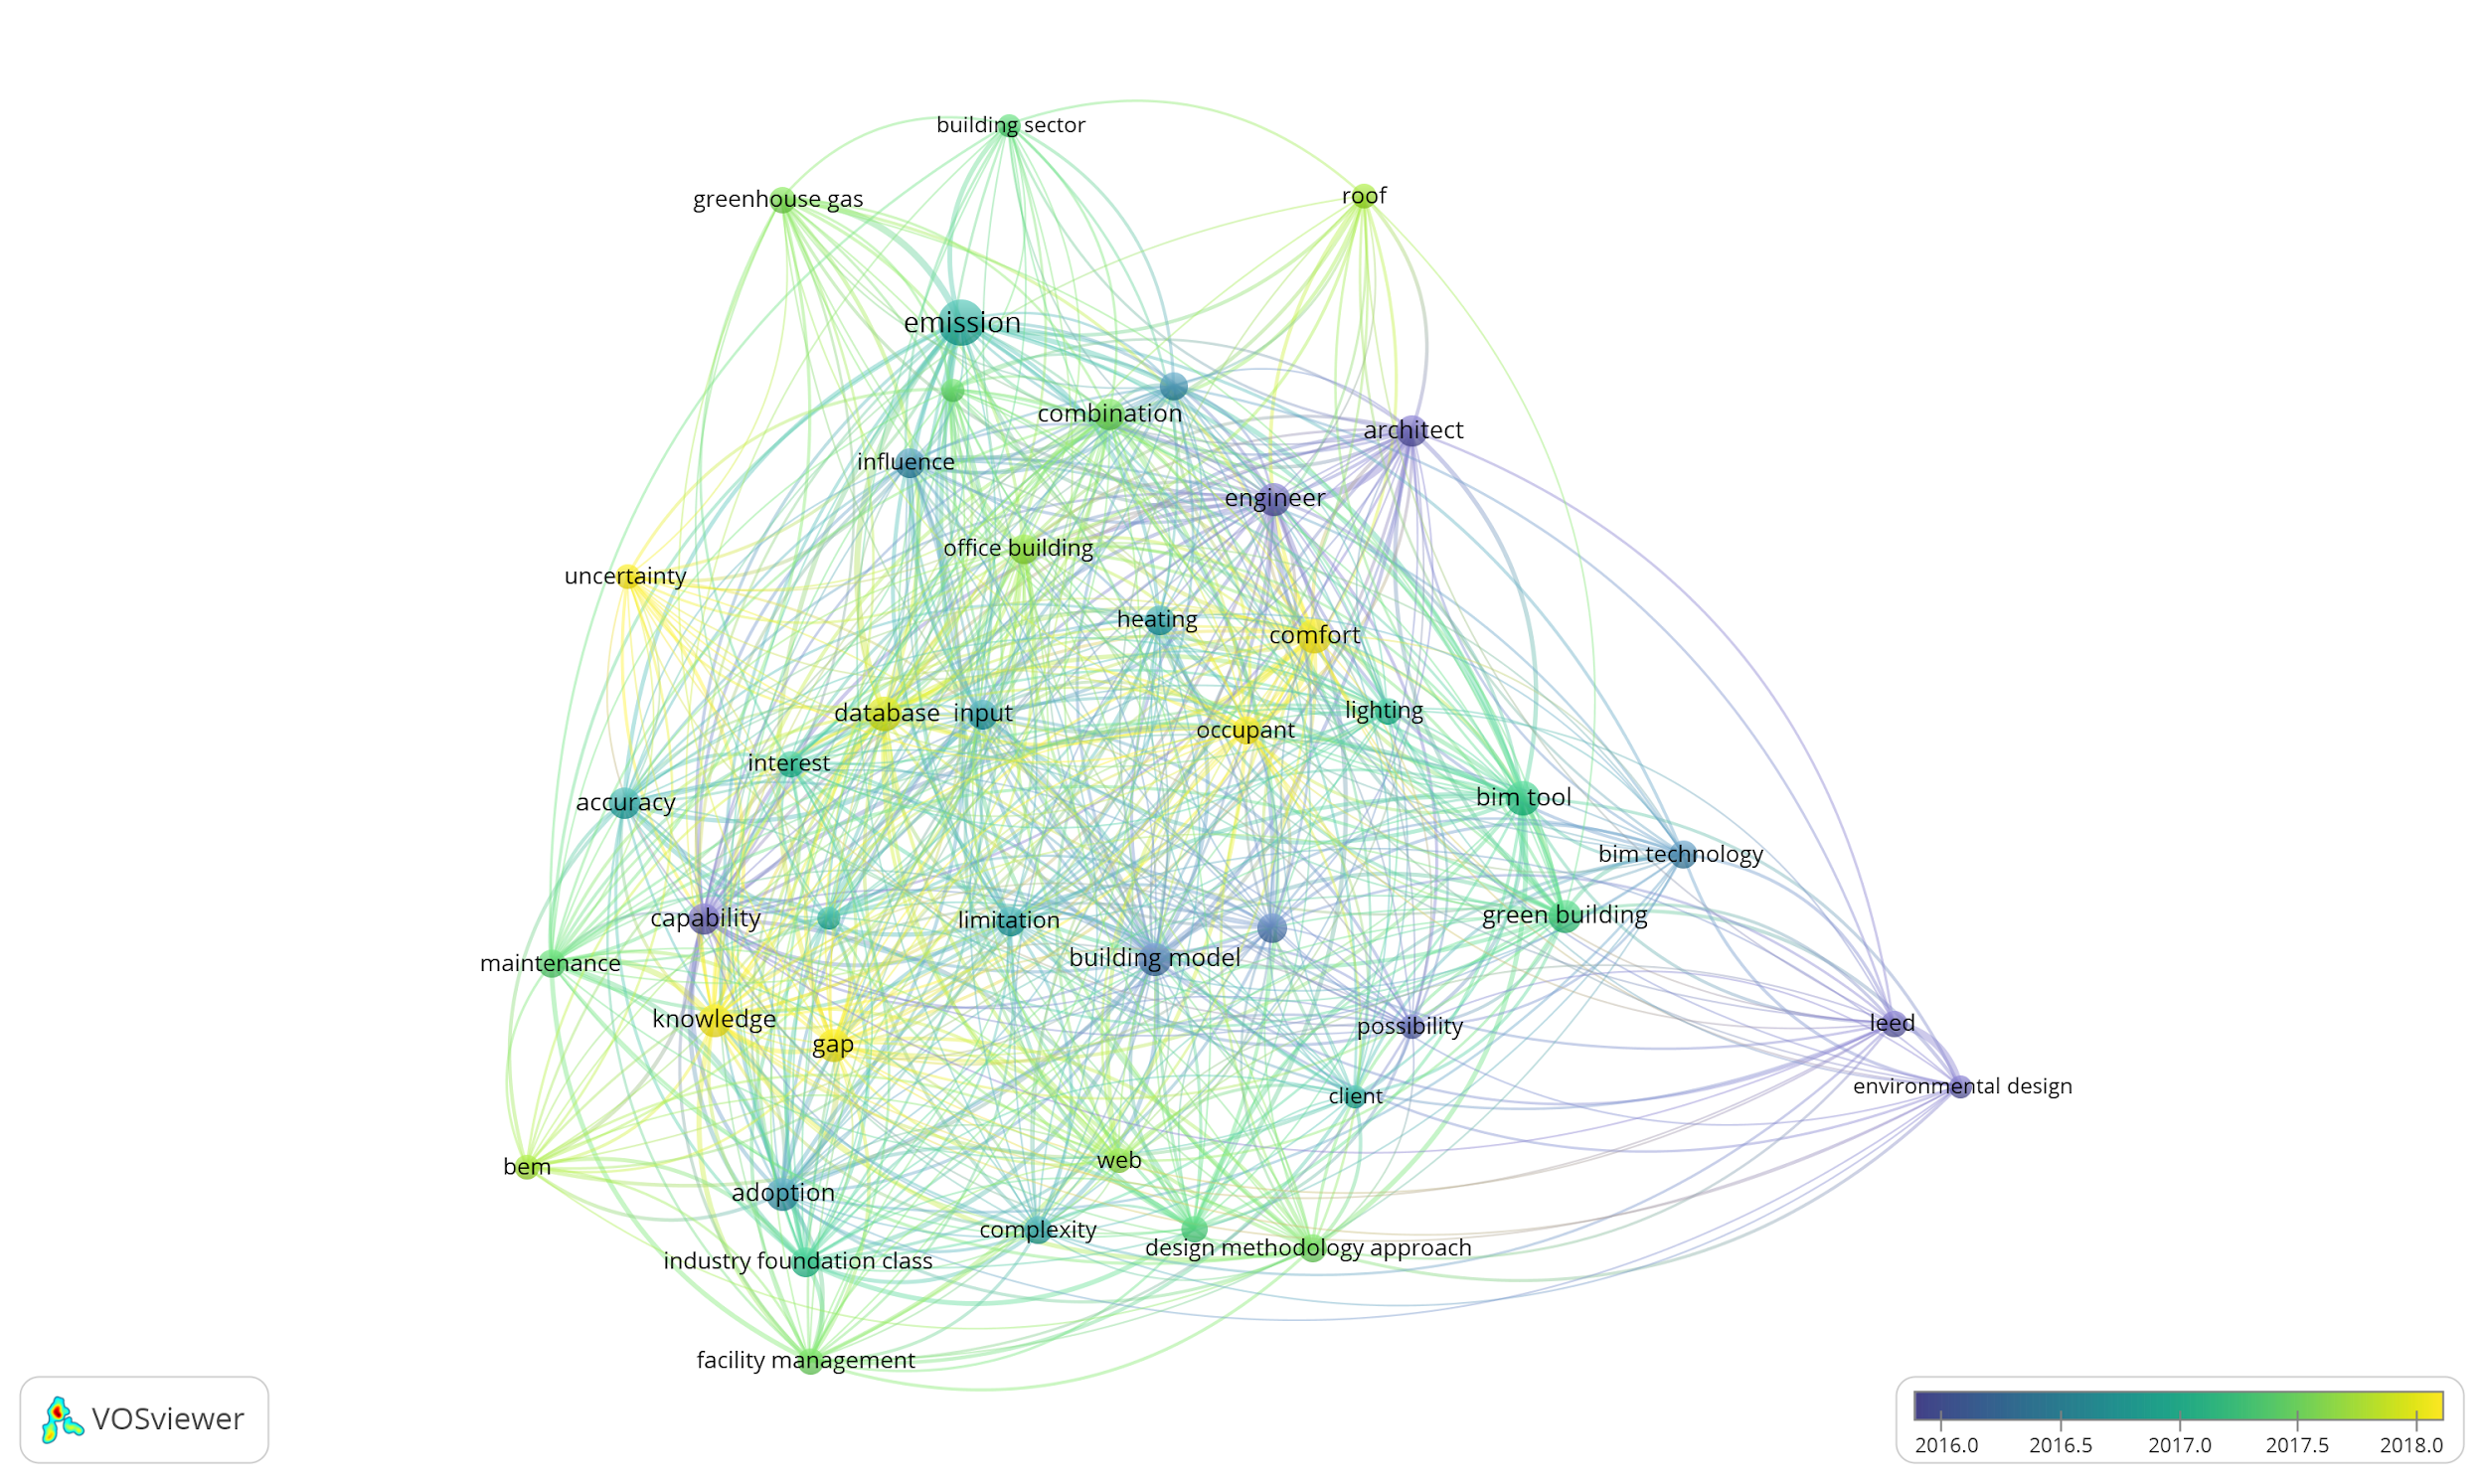 building sector
roof
greenhouse gas
emission
combination
architect
influence
engineer
office building
uncertainty
heating
comfort
lighting
database
input
occupant
interest
bim tool
accuracy
bim technology
green building
capability
limitation
building model
maintenance
knowledge
leed
possibility
gap
environmental design
client
web
bem
adoption
complexity
design methodology approach
industry foundation class
facility management
VOSviewer
2016.0 2016.5 2017.0 2017.5 2018.0